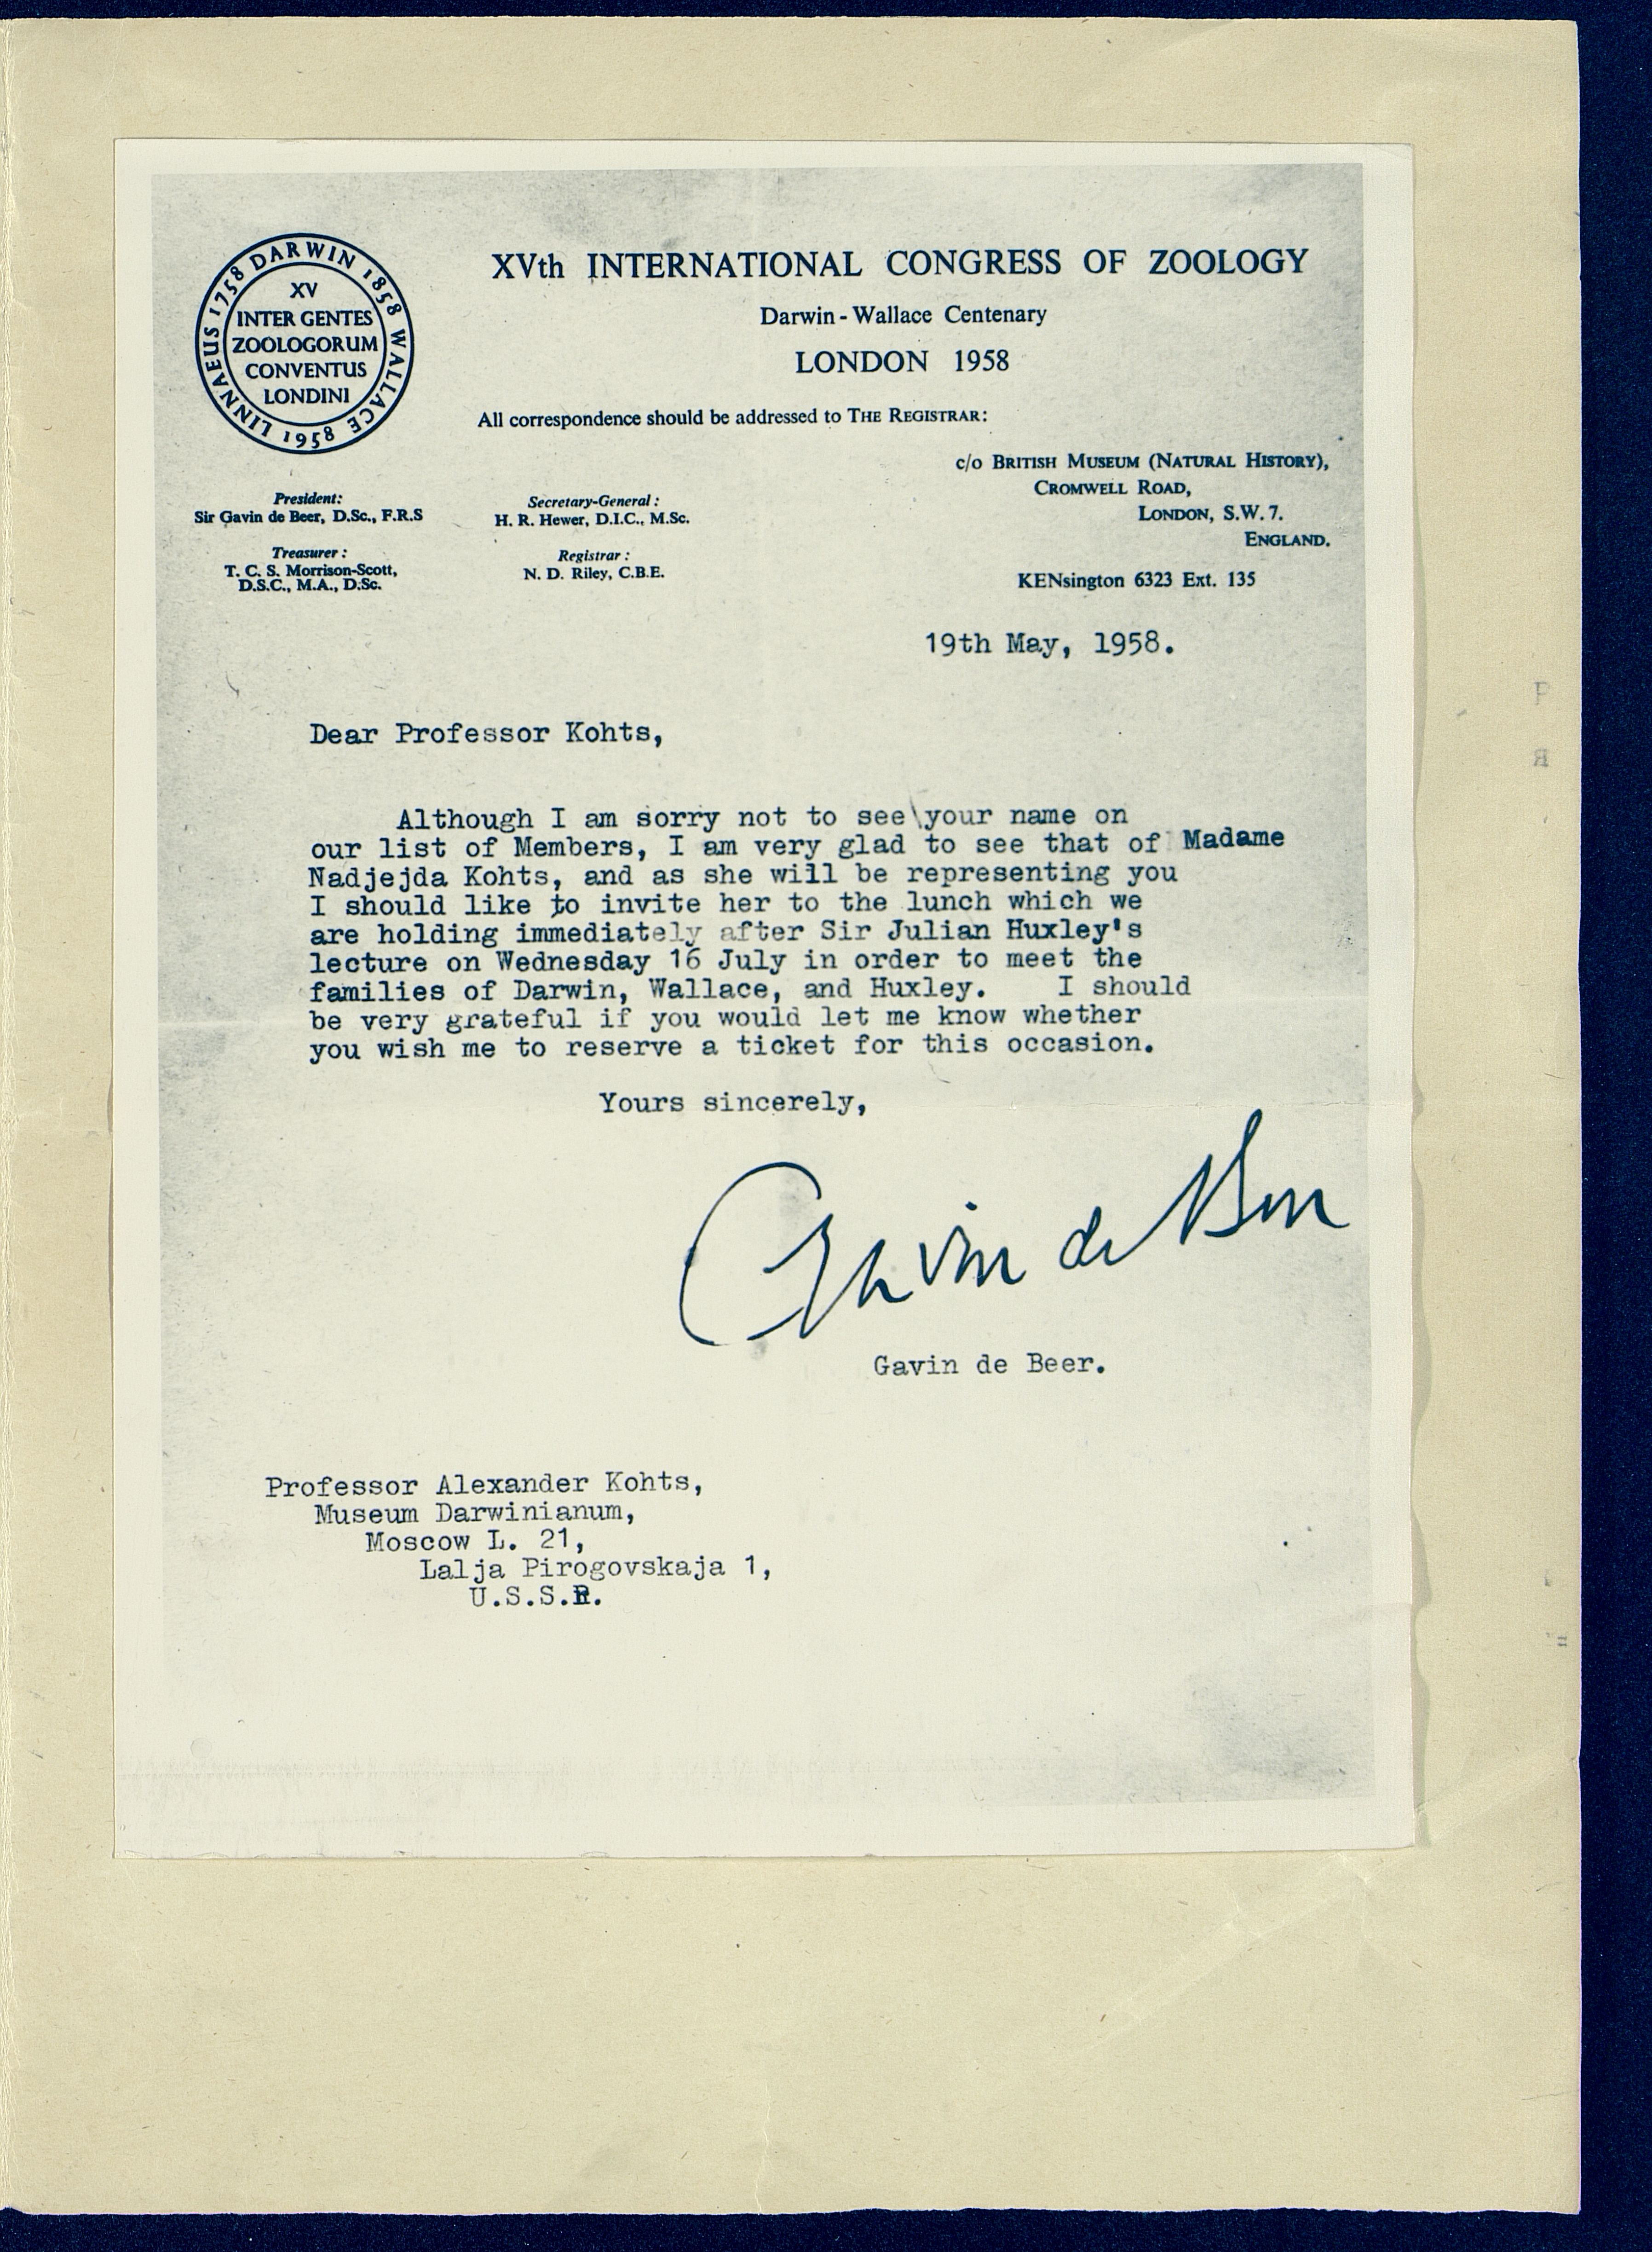 LINNAEUS 1758 DARWIN 1858 WALLACE 8561 1958
XV
INTER GENTES
ZOOLOGORUM
CONVENTUS
LONDINI
XVth INTERNATIONAL CONGRESS OF ZOOLOGY
Darwin - Wallace Centenary
LONDON 1958
All correspondence should be addressed to THE REGISTRAR:
c/o BRITISH MUSEUM (NATURAL HISTORY),
CROMWELL ROAD,
LONDON, S.W. 7.
ENGLAND.
KENsington 6323 Ext. 135
President:
Sir Gavin de Beer, D.Sc., F.R.S
Secretary-General :
H. R. Hewer, D.I.C., M.Sc.
Treasurer :
T. C. S. Morrison-Scott,
D.S.C., M.A., D.Sc.
Registrar :
N. D. Riley, C.B.E.
19th May, 1958.
Dear Professor Kohts,
Although I am sorry not to see your name on
our list of Members, I am very glad to see that of Madame
Nadjejda Kohts, and as she will be representing you
I should like to invite her to the lunch which we
are holding immediately after Sir Julian Huxley's
lecture on Wednesday 16 July in order to meet the
families of Darwin, Wallace, and Huxley. I should
be very grateful if you would let me know whether
you wish me to reserve a ticket for this occasion.
Yours sincerely,
Gavin de Beer
Gavin de Beer.
Professor Alexander Kohts,
Museum Darwinianum,
Moscow L. 21,
Lalja Pirogovskaja 1,
U.S.S.R.